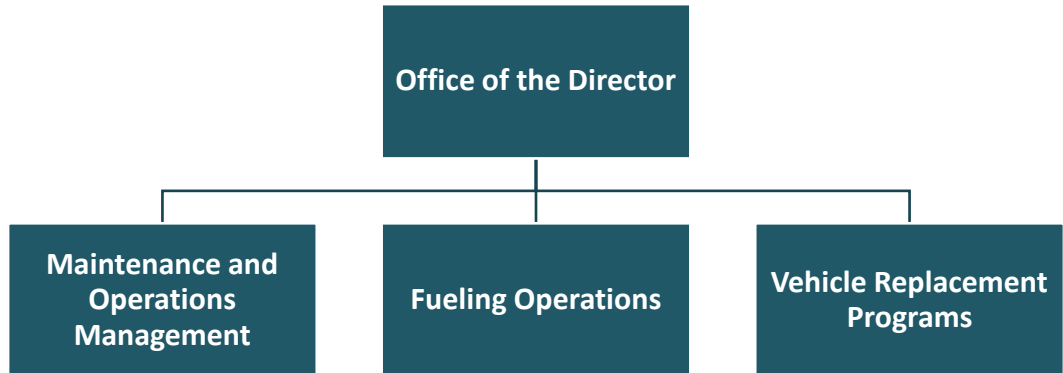 Office of the Director
Maintenance and
Operations
Management
Fueling Operations
Vehicle Replacement
Programs